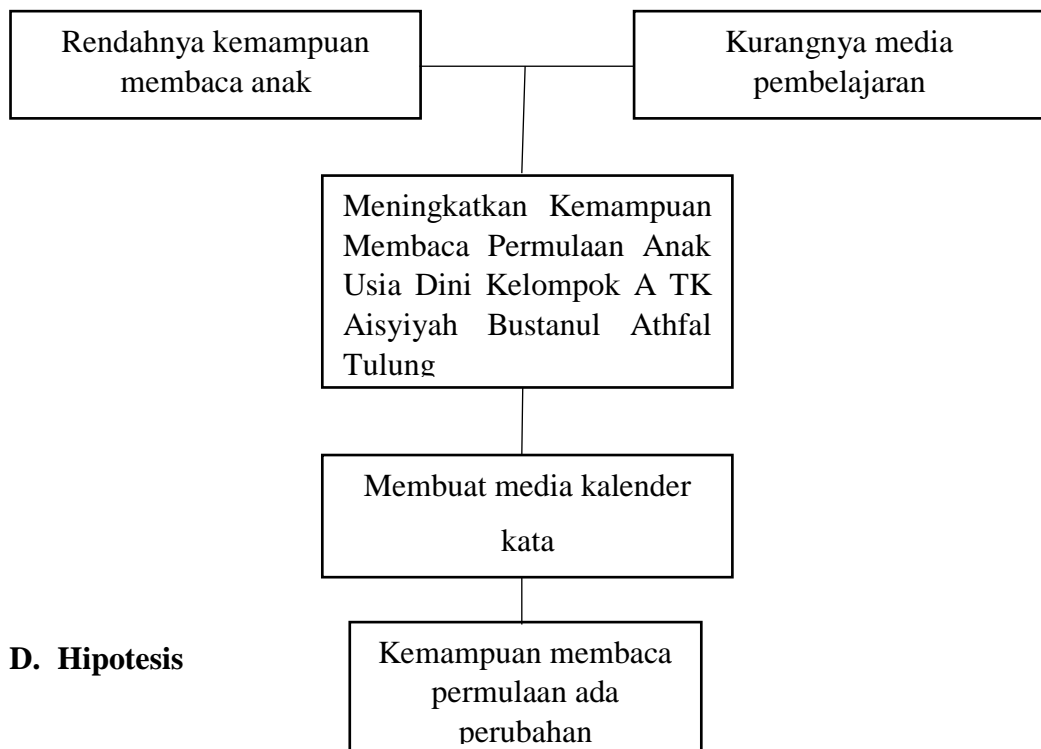 Rendahnya kemampuan
membaca anak
Kurangnya media
pembelajaran
Meningkatkan Kemampuan
Membaca Permulaan Anak
Usia Dini Kelompok A TK
Aisyiyah Bustanul Athfal
Tulung
Membuat media kalender
kata
D. Hipotesis
Kemampuan membaca
permulaan ada
perubahan